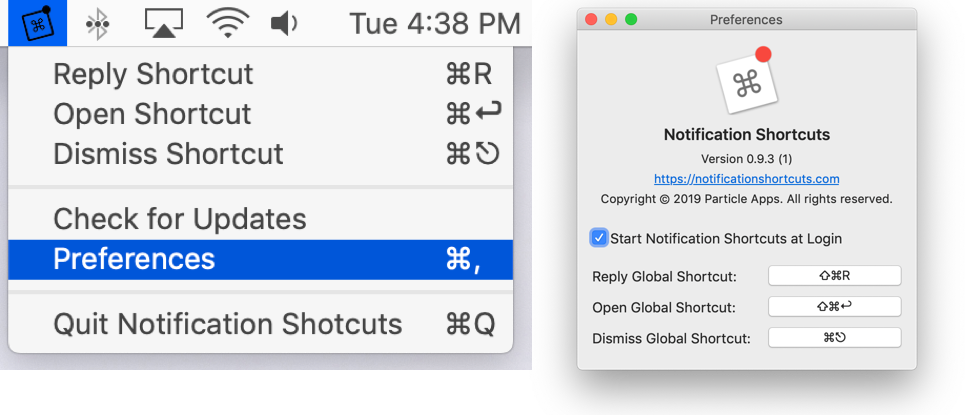 Tue 4:38 PM
Reply Shortcut ⌘R
Open Shortcut ⌘↩
Dismiss Shortcut ⌘⎋
Check for Updates
Preferences ⌘,
Quit Notification Shotcuts ⌘Q
Preferences
Notification Shortcuts
Version 0.9.3 (1)
https://notificationshortcuts.com
Copyright © 2019 Particle Apps. All rights reserved.
Start Notification Shortcuts at Login
Reply Global Shortcut: ⇧⌘R
Open Global Shortcut: ⇧⌘↩
Dismiss Global Shortcut: ⌘⎋